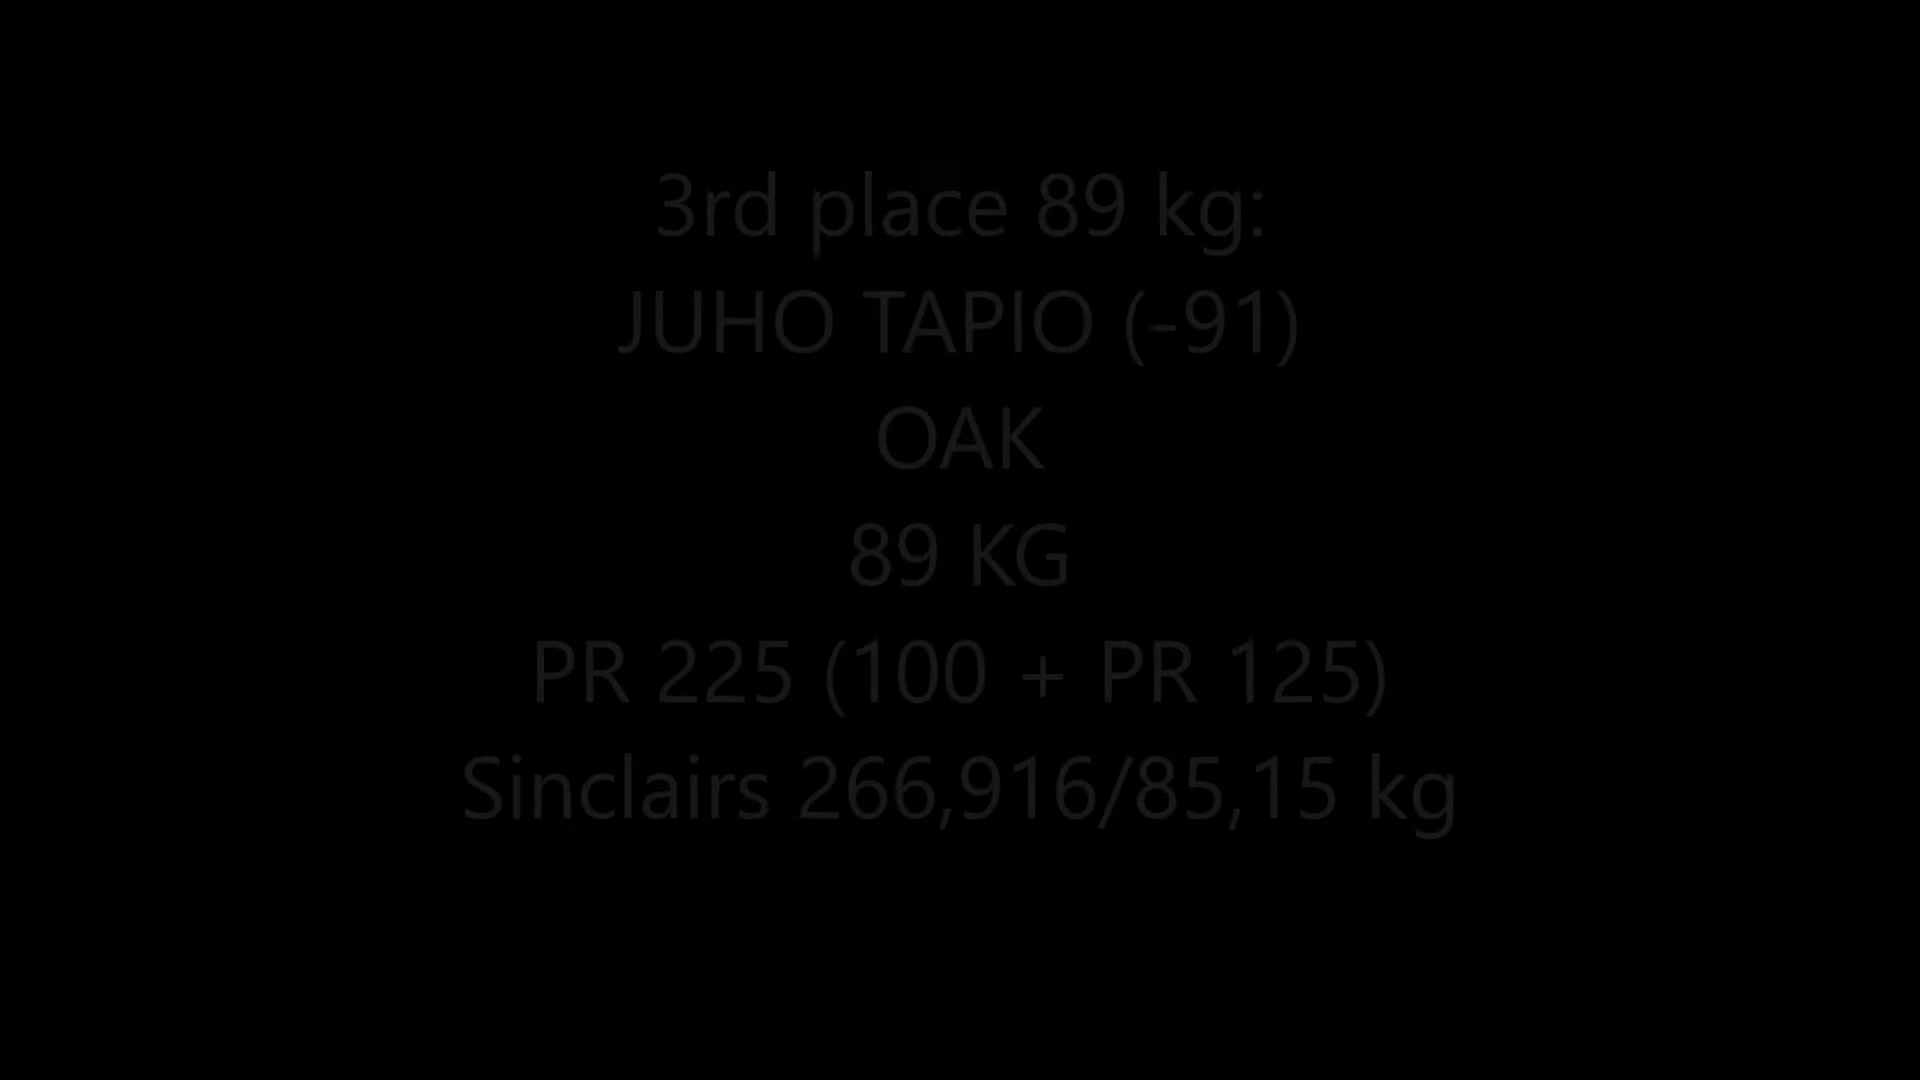 3rd place 89 kg:
JUHO TAPIO (-91)
OAK
89 KG
PR 225 (100 + PR 125)
Sinclairs 266,916/85,15 kg